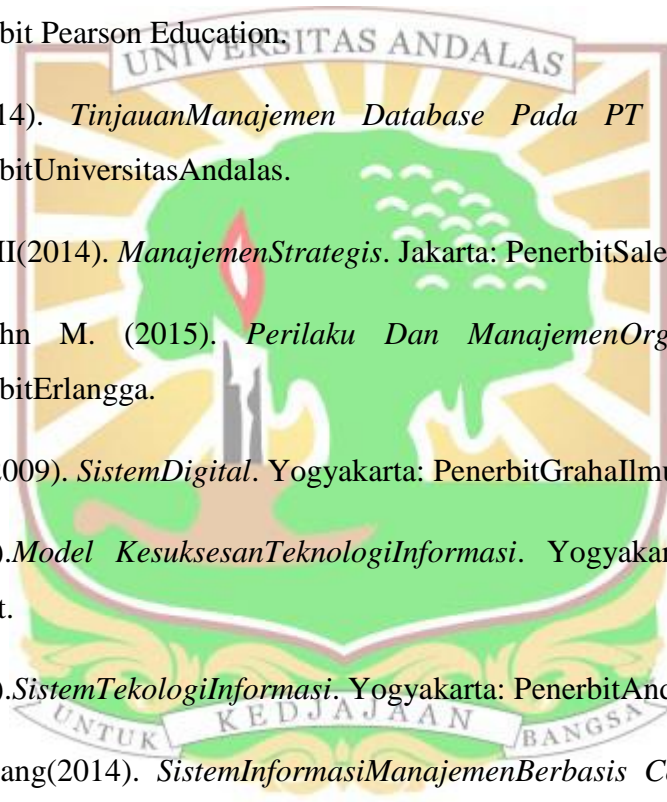 bit Pearson Education.
UNIVERSITAS ANDALAS
14). TinjauanManajemen Database Pada PT
bitUniversitasAndalas.
II(2014). ManajemenStrategis. Jakarta: PenerbitSale
hn M. (2015). Perilaku Dan ManajemenOrg
bitErlangga.
2009). SistemDigital. Yogyakarta: PenerbitGrahaIlmu
).Model KesuksesanTeknologiInformasi. Yogyakar
t.
).SistemTekologiInformasi. Yogyakarta: PenerbitAnd
UNTUK KEDJAJAAN BANGSA
ang(2014). SistemInformasiManajemenBerbasis C